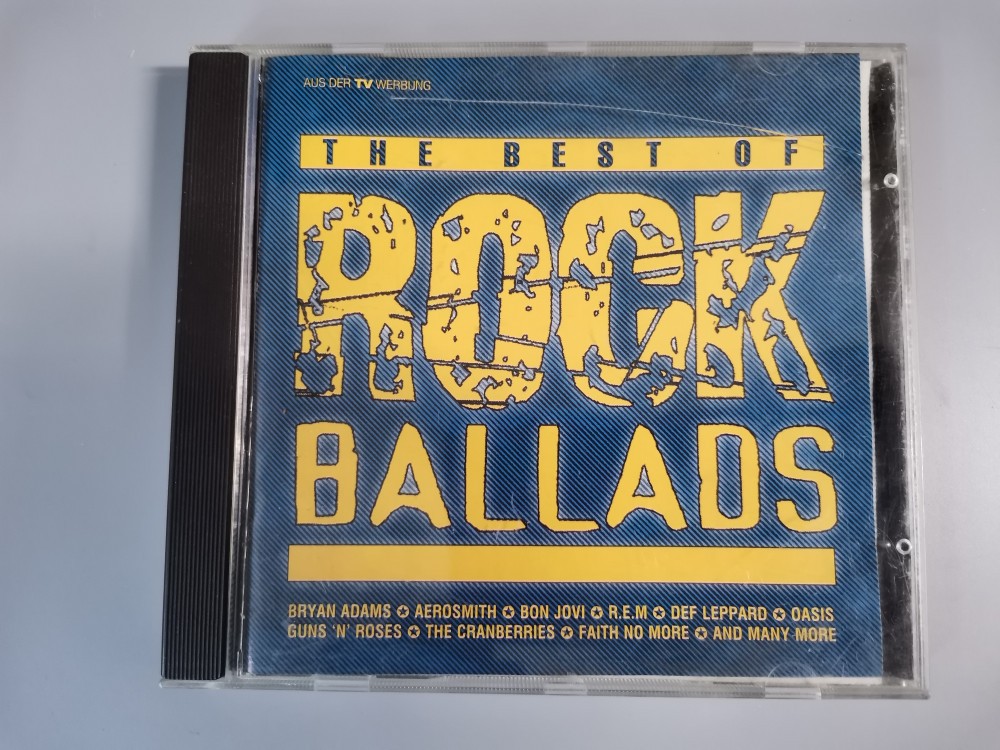 AUS DER TV WERBUNG
THE BEST OF
ROCK
BALLADS
BRYAN ADAMS ✪ AEROSMITH ✪ BON JOVI ✪ R.E.M ✪ DEF LEPPARD ✪ OASIS
GUNS 'N' ROSES ✪ THE CRANBERRIES ✪ FAITH NO MORE ✪ AND MANY MORE